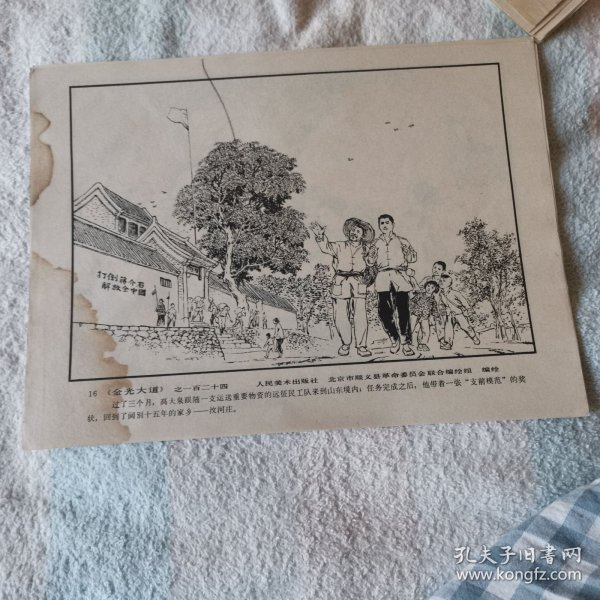 打倒蒋介石
解放全中国
16 《金光大道》 之一百二十四 人民美术出版社 北京市顺义县革命委员会联合编绘组 编绘
过了三个月，高大泉跟随一支运送重要物资的远征民工队来到山东境内；任务完成之后，他带着一张“支前模范”的奖
状，回到了阔别十五年的家乡——汶河庄。
孔夫子旧书网
www.kongfz.com